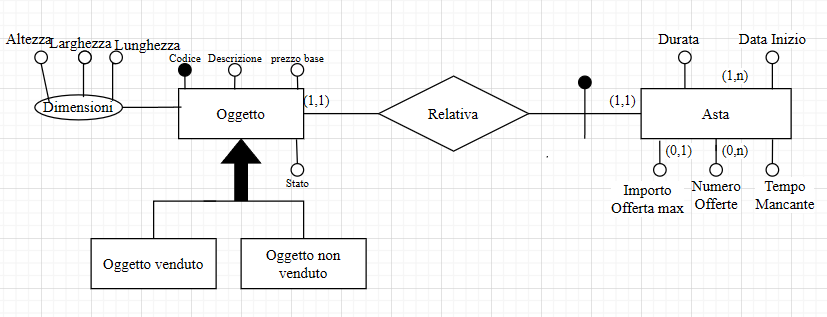 Altezza
Larghezza
Lunghezza
Codice
Descrizione
prezzo base
Durata
Data Inizio
(1,n)
Dimensioni
Oggetto
(1,1)
Relativa
(1,1)
Asta
(0,1)
(0,n)
Stato
Importo
Offerta max
Numero
Offerte
Tempo
Mancante
Oggetto venduto
Oggetto non
venduto